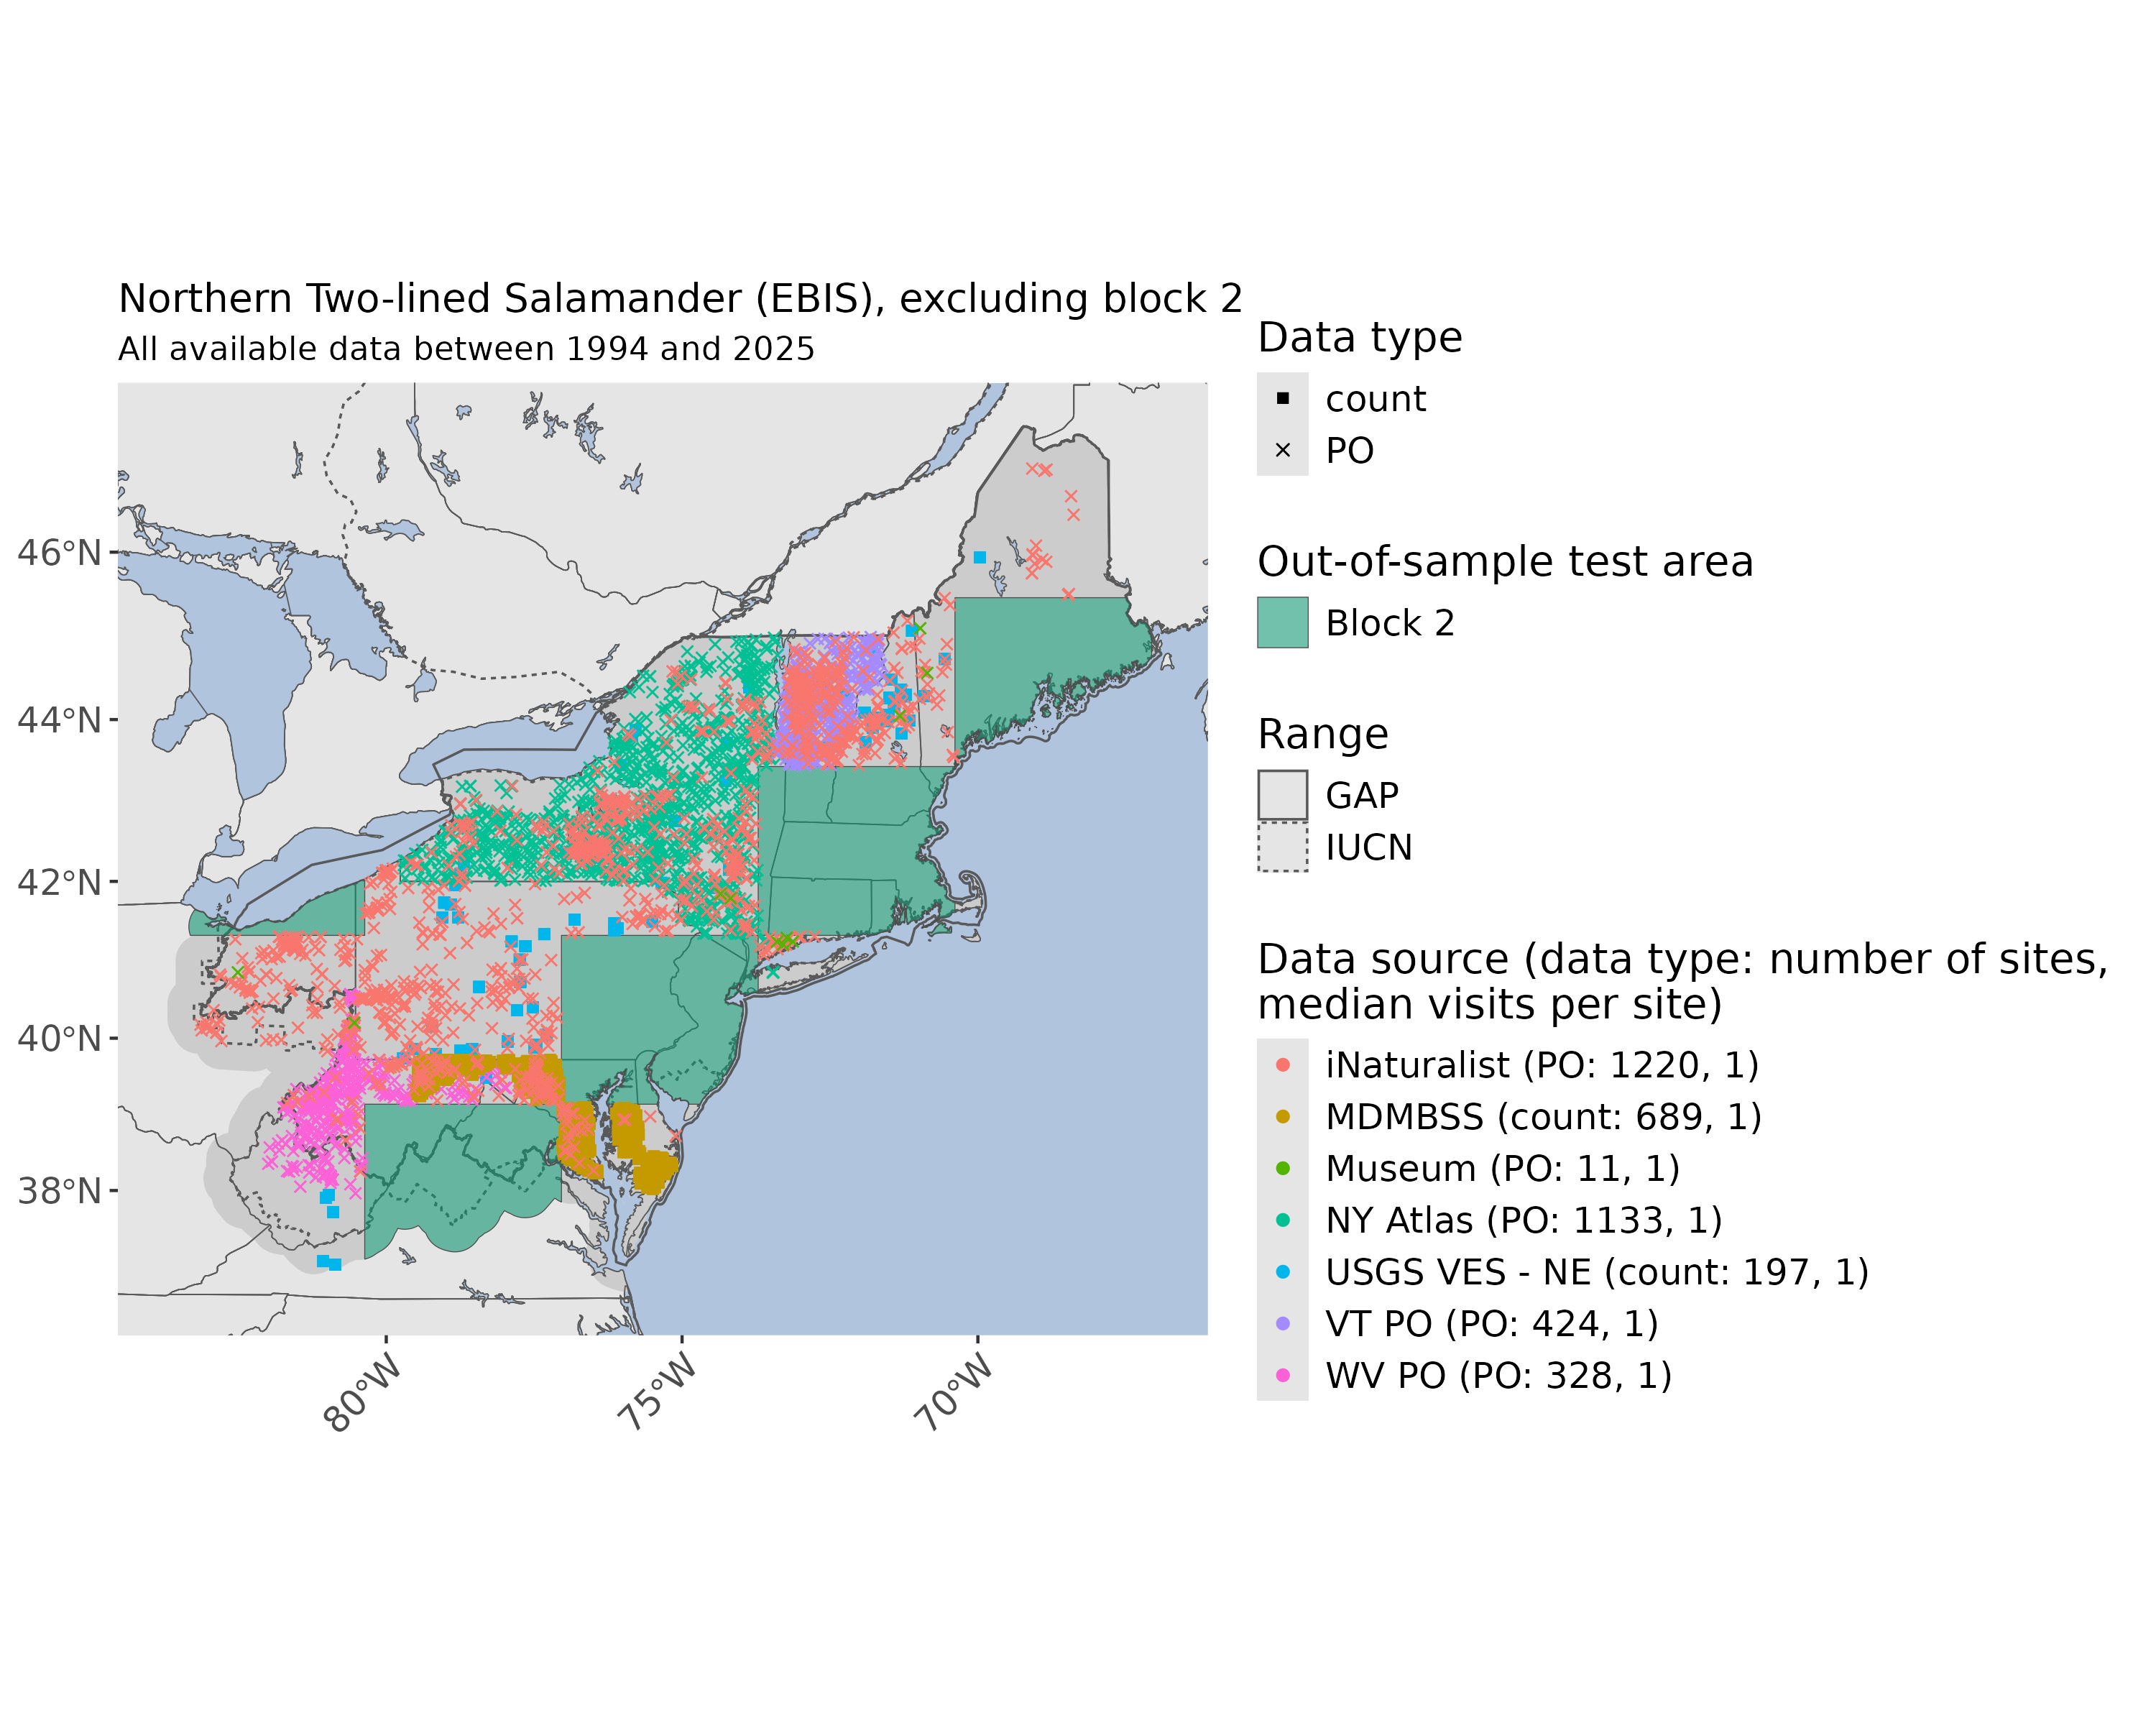 Northern Two-lined Salamander (EBIS), excluding block 2
All available data between 1994 and 2025
46°N
44°N
42°N
40°N
38°N
80°W
75°W
70°W
Data type
count
PO
Out-of-sample test area
Block 2
Range
GAP
IUCN
Data source (data type: number of sites,
median visits per site)
iNaturalist (PO: 1220, 1)
MDMBSS (count: 689, 1)
Museum (PO: 11, 1)
NY Atlas (PO: 1133, 1)
USGS VES - NE (count: 197, 1)
VT PO (PO: 424, 1)
WV PO (PO: 328, 1)